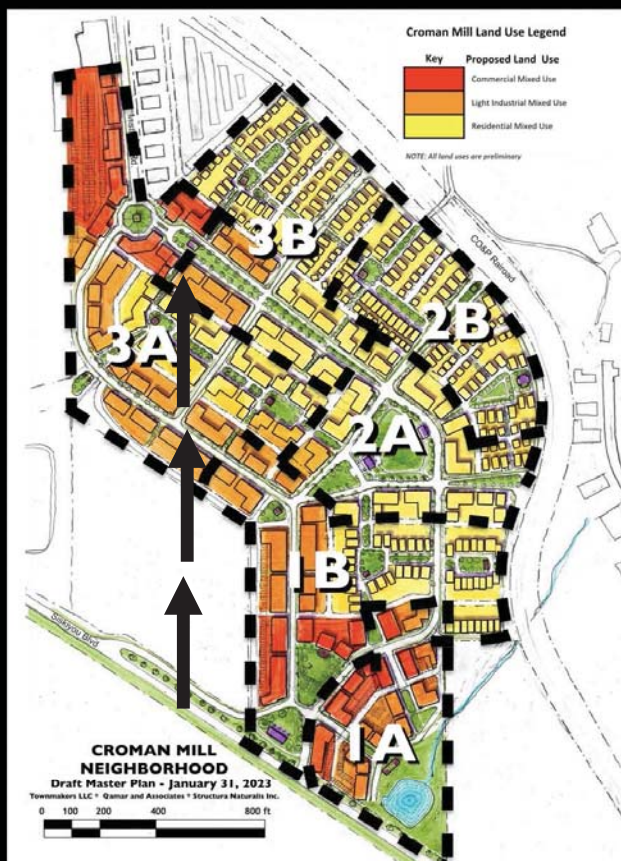 Croman Mill Land Use Legend
Key Proposed Land Use
Commercial Mixed Use
Light Industrial Mixed Use
Residential Mixed Use
NOTE: All land uses are preliminary
3B
CO&P Railroad
2B
3A
2A
1B
Siskiyou Blvd
1A
CROMAN MILL
NEIGHBORHOOD
Draft Master Plan - January 31, 2023
Townmakers LLC * Qamar and Associates * Structura Naturalis Inc.
0 100 200 400 800 ft